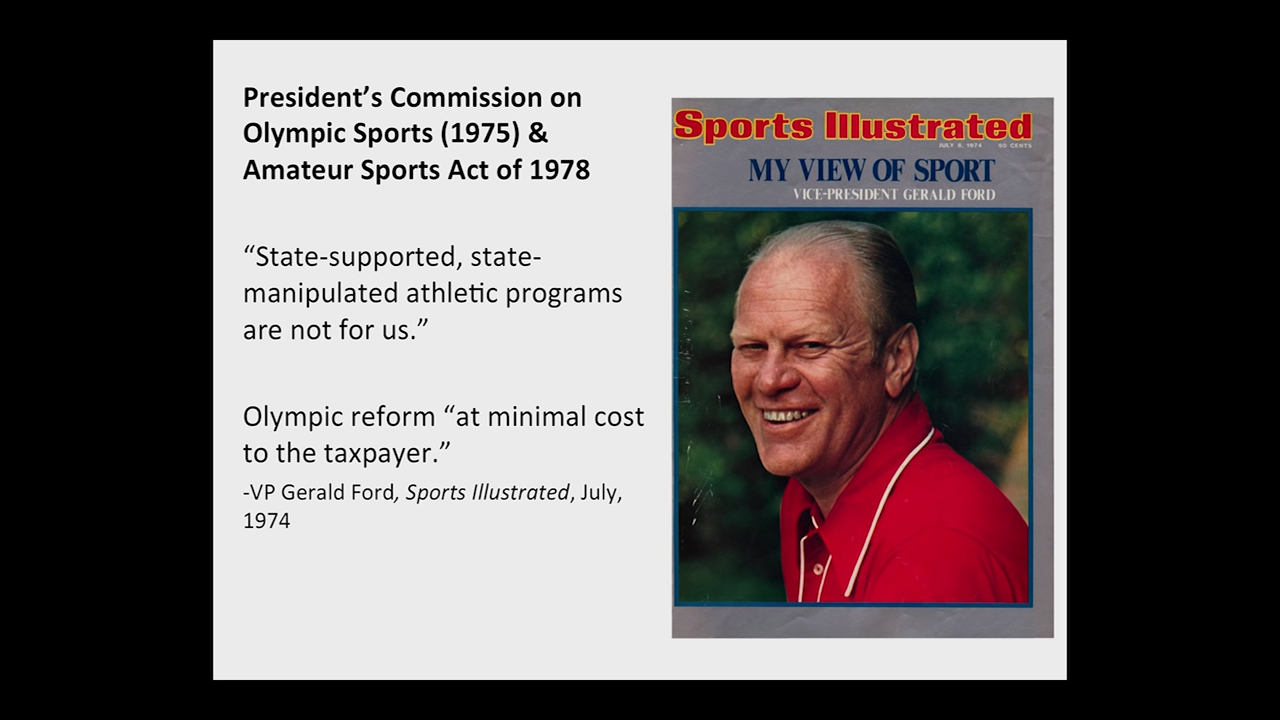 President’s Commission on
Olympic Sports (1975) &
Amateur Sports Act of 1978
“State-supported, state-
manipulated athletic programs
are not for us.”
Olympic reform “at minimal cost
to the taxpayer.”
-VP Gerald Ford, Sports Illustrated, July,
1974
Sports Illustrated
JULY 8, 1974 60 CENTS
MY VIEW OF SPORT
VICE-PRESIDENT GERALD FORD